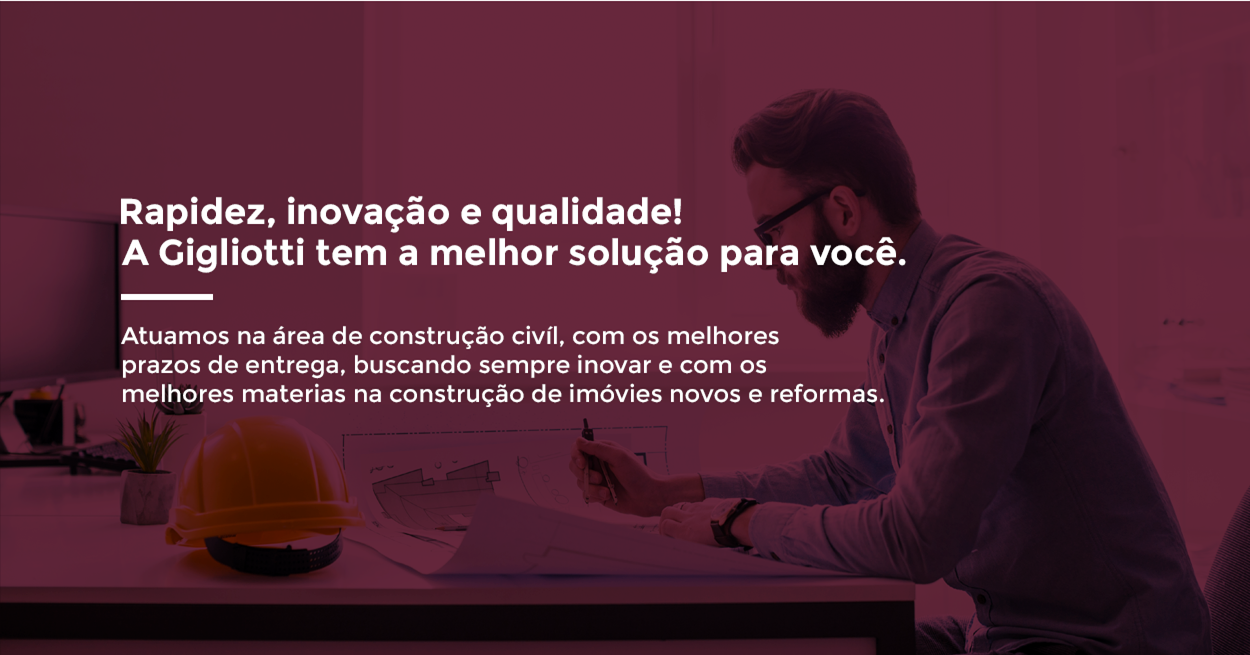 Rapidez, inovação e qualidade!
A Gigliotti tem a melhor solução para você.
Atuamos na área de construção civíl, com os melhores
prazos de entrega, buscando sempre inovar e com os
melhores materias na construção de imóvies novos e reformas.